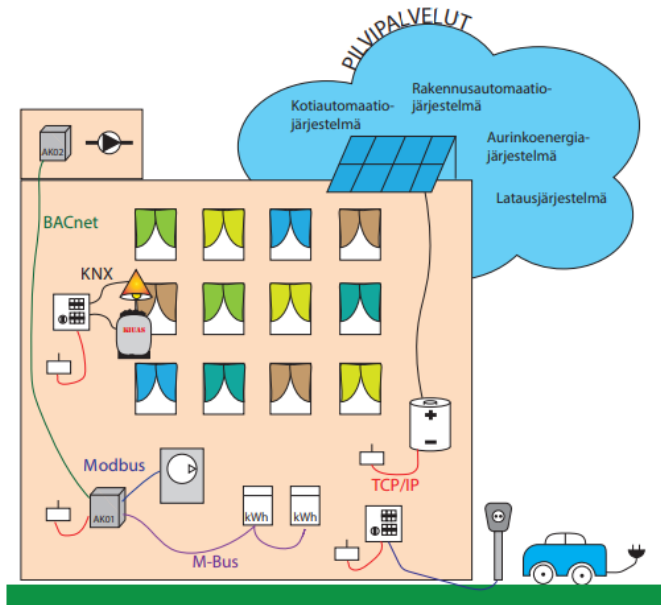 PILVIPALVELUT
Kotiautomaatio-
järjestelmä
Rakennusautomaatio-
järjestelmä
Aurinkoenergia-
järjestelmä
Latausjärjestelmä
AK02
BACnet
KNX
KIUAS
+
−
Modbus
TCP/IP
AK01
kWh
kWh
M-Bus